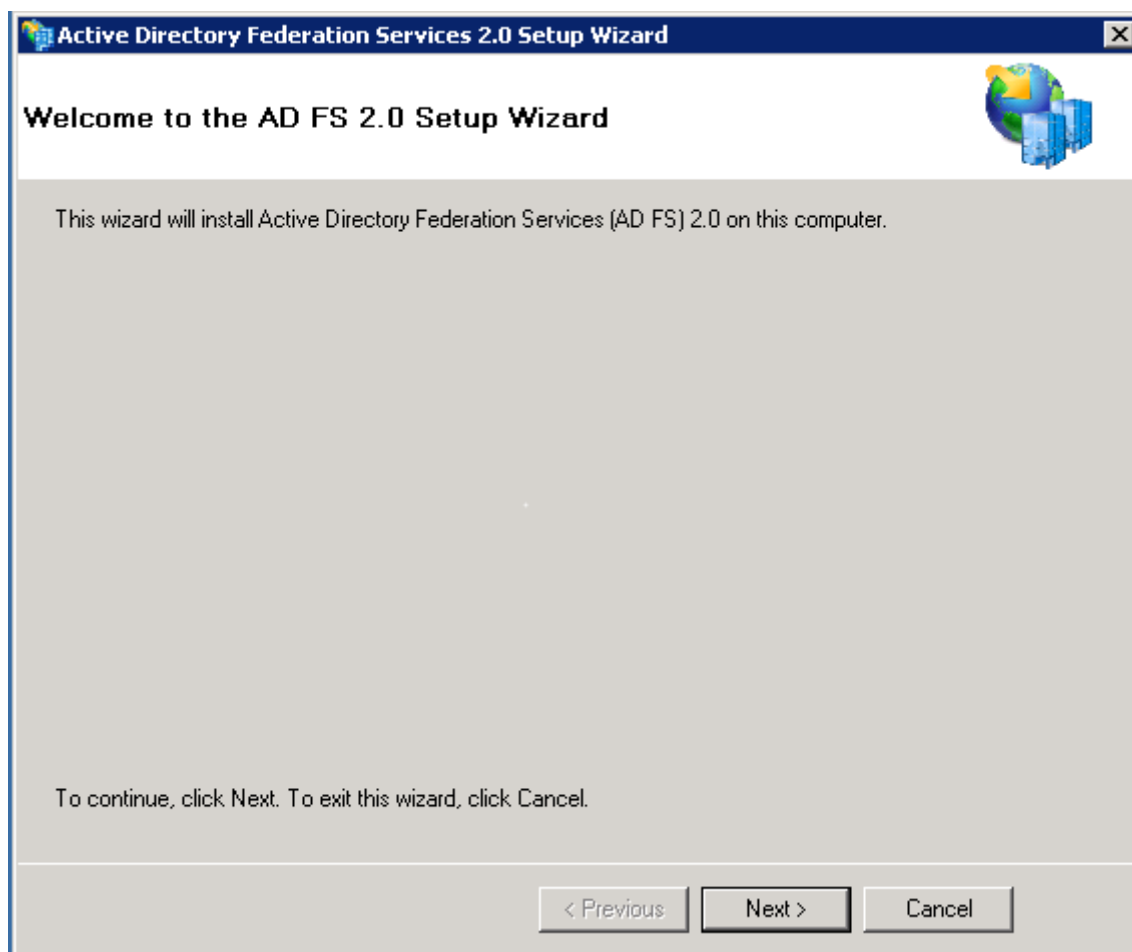 Active Directory Federation Services 2.0 Setup Wizard
Welcome to the AD FS 2.0 Setup Wizard
This wizard will install Active Directory Federation Services (AD FS) 2.0 on this computer.
To continue, click Next. To exit this wizard, click Cancel.
< Previous Next > Cancel